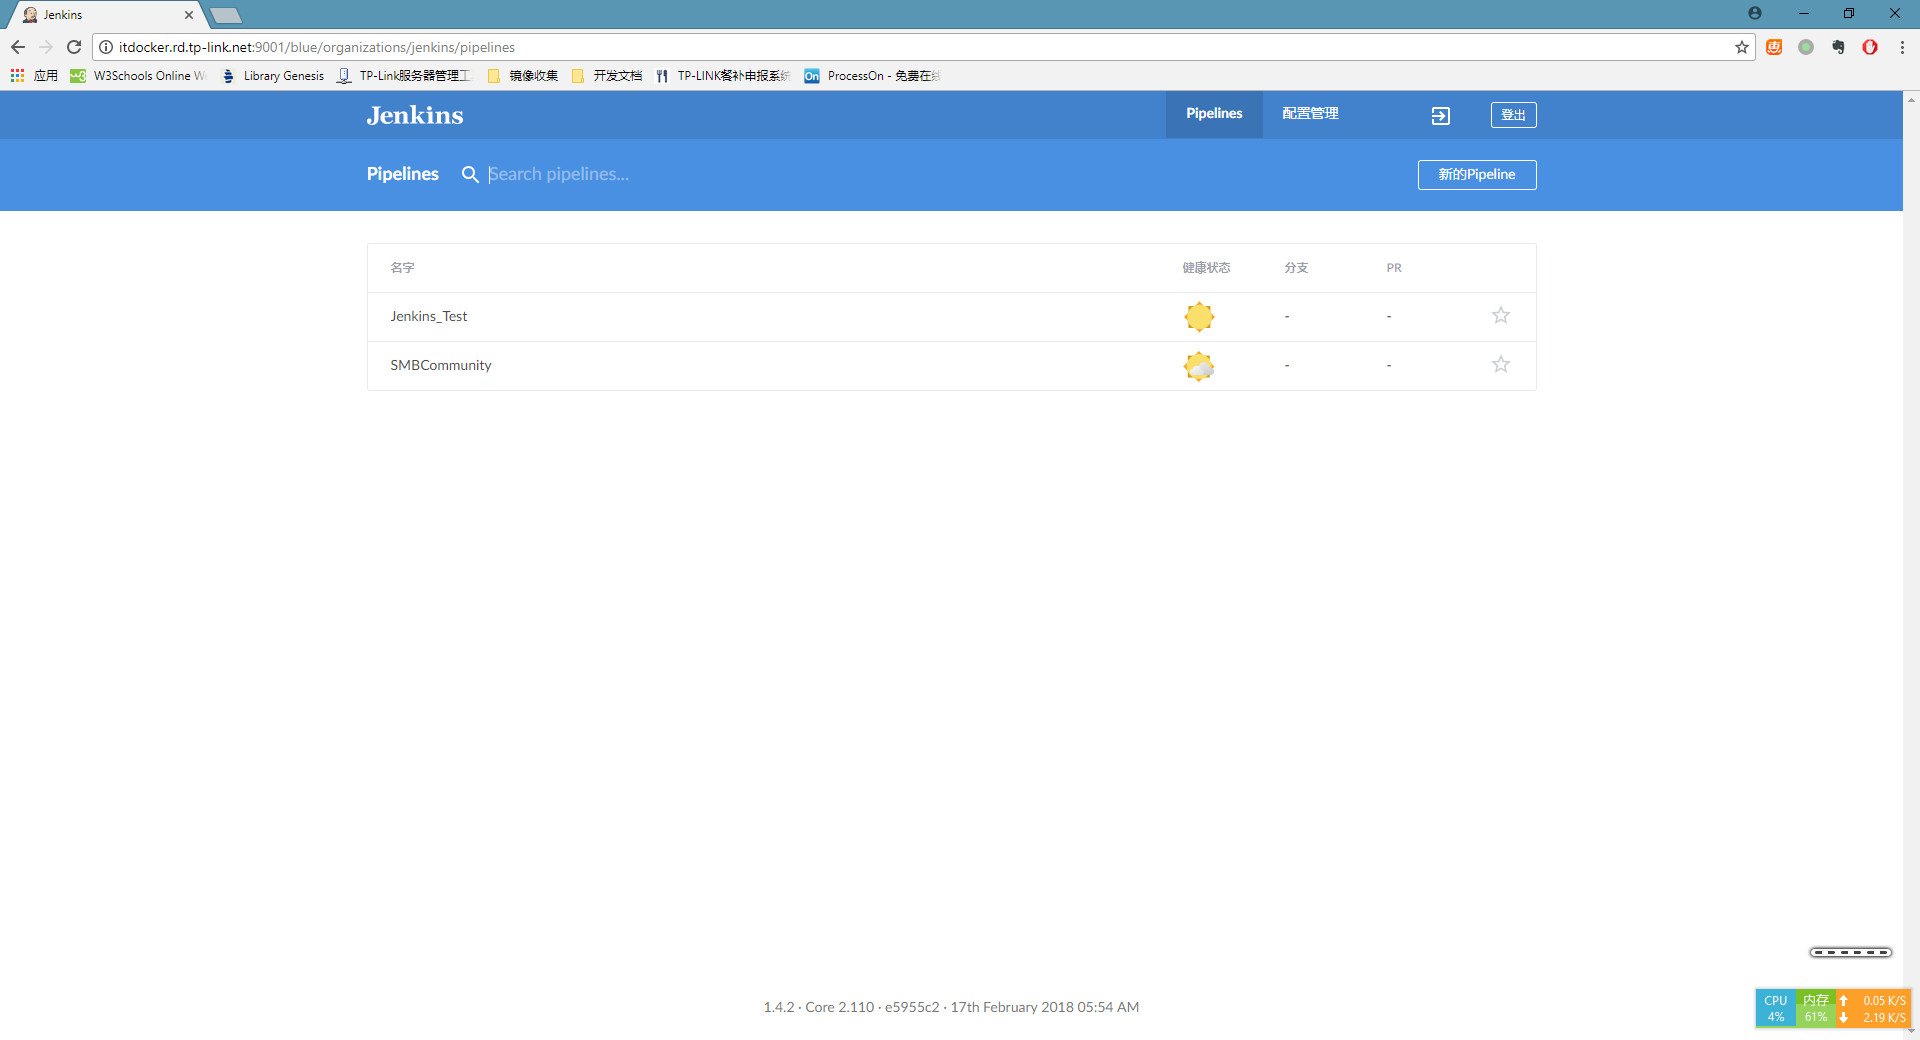 Jenkins
itdocker.rd.tp-link.net:9001/blue/organizations/jenkins/pipelines
应用 W3Schools Online W Library Genesis TP-Link服务器管理工 镜像收集 开发文档 TP-LINK餐补申报系统 On ProcessOn - 免费在线
Jenkins Pipelines 配置管理 登出
Pipelines Search pipelines... 新的Pipeline
名字 健康状态 分支 PR
Jenkins_Test - -
SMBCommunity - -
1.4.2 · Core 2.110 · e5955c2 · 17th February 2018 05:54 AM
CPU 内存 0.05 K/S
4% 61% 2.19 K/S